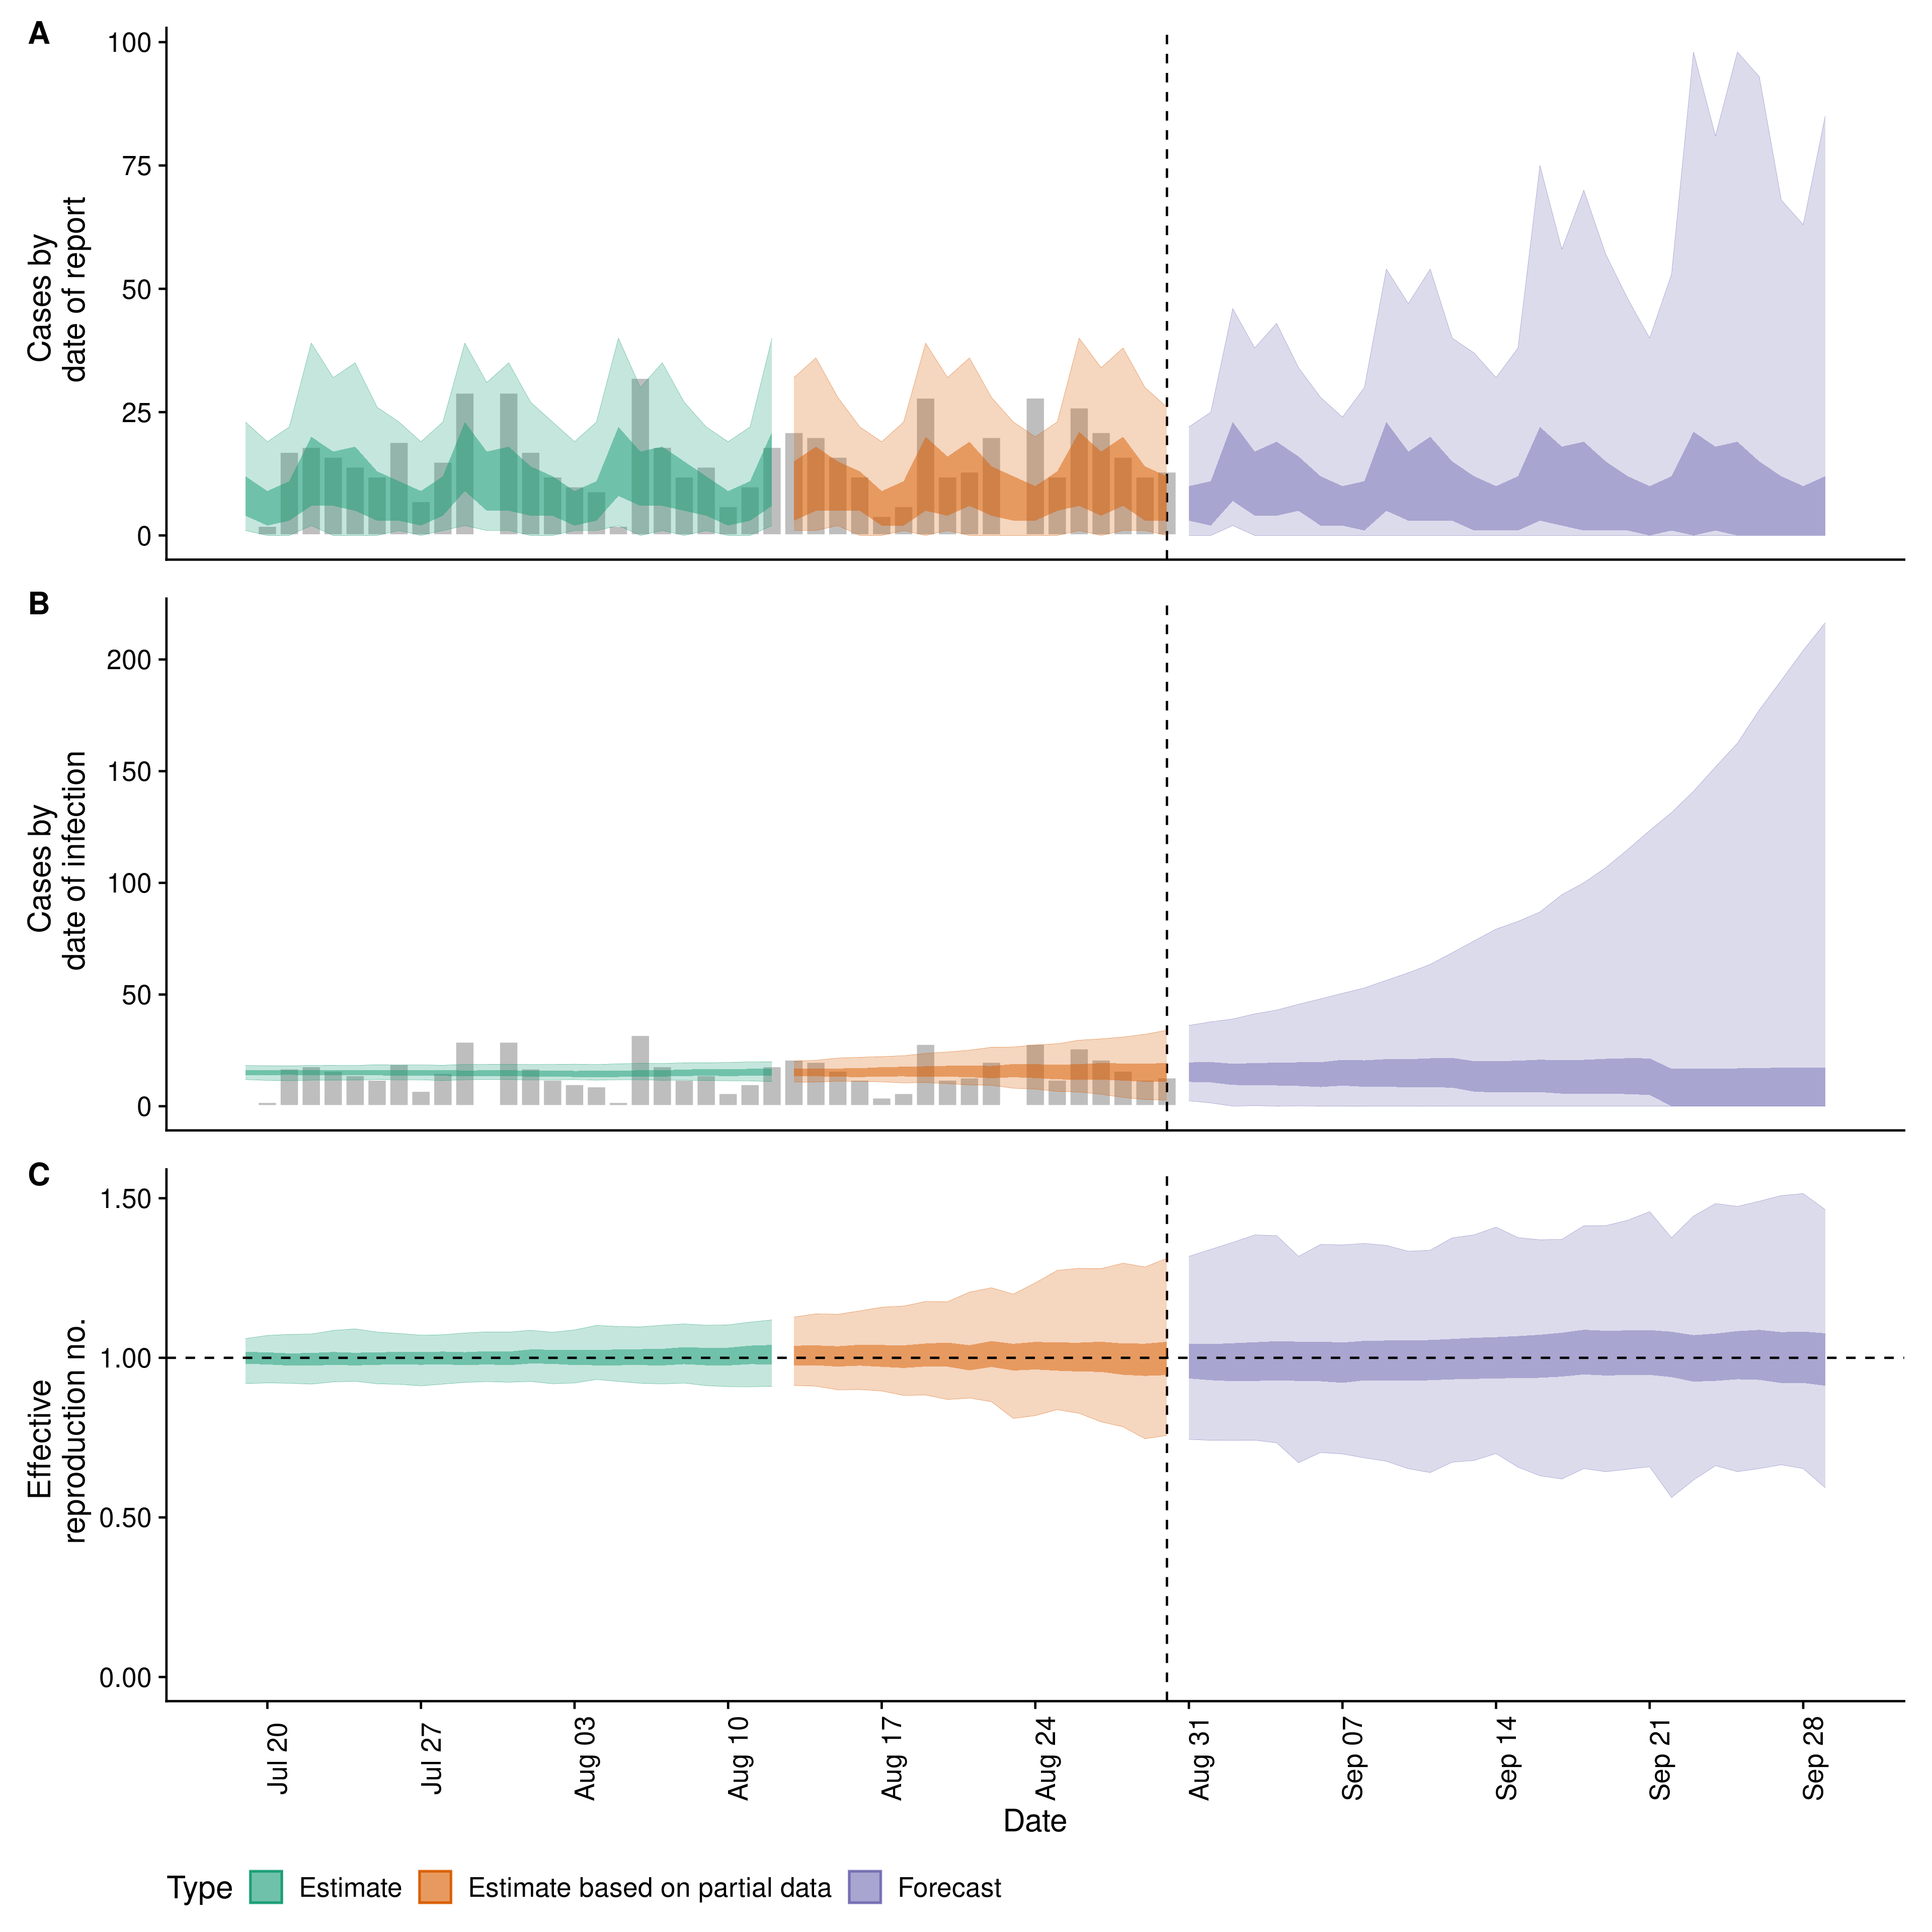 A
100
75
50
25
0
Cases by
date of report
B
200
150
100
50
0
Cases by
date of infection
C
1.50
1.00
0.50
0.00
Effective
reproduction no.
Jul 20
Jul 27
Aug 03
Aug 10
Aug 17
Aug 24
Aug 31
Sep 07
Sep 14
Sep 21
Sep 28
Date
Type Estimate Estimate based on partial data Forecast